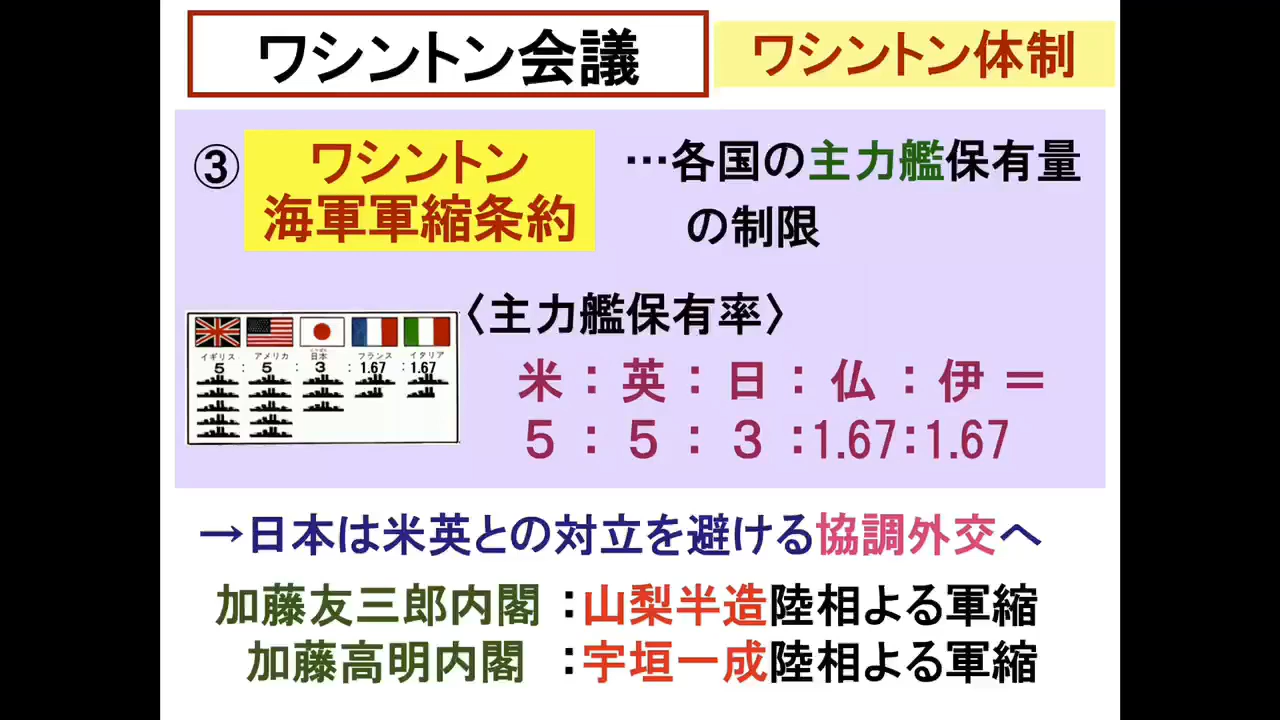 ワシントン会議
ワシントン体制
③ ワシントン
海軍軍縮条約
…各国の主力艦保有量
の制限
〈主力艦保有率〉
イギリス アメリカ 日本 フランス イタリア
5 : 5 : 3 : 1.67 : 1.67
米 : 英 : 日 : 仏 : 伊 =
5 : 5 : 3 :1.67:1.67
→日本は米英との対立を避ける協調外交へ
加藤友三郎内閣 :山梨半造陸相よる軍縮
加藤高明内閣 :宇垣一成陸相よる軍縮